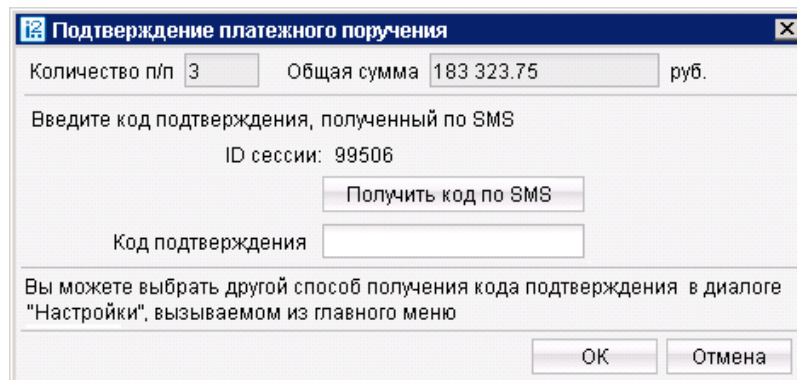 i2 Подтверждение платежного поручения
Количество п/п 3 Общая сумма 183 323.75 руб.
Введите код подтверждения, полученный по SMS
ID сессии: 99506
Получить код по SMS
Код подтверждения
Вы можете выбрать другой способ получения кода подтверждения в диалоге
"Настройки", вызываемом из главного меню
ОК Отмена